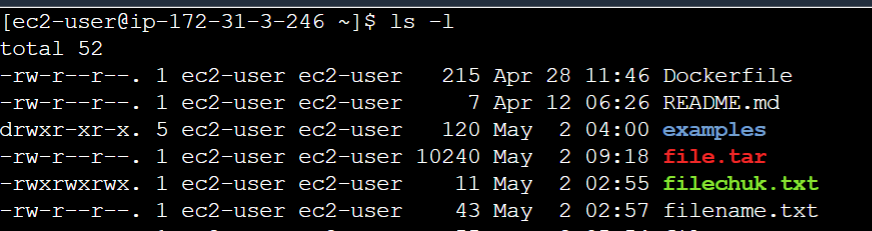 [ec2-user@ip-172-31-3-246 ~]$ ls -l
total 52
-rw-r--r--. 1 ec2-user ec2-user   215 Apr 28 11:46 Dockerfile
-rw-r--r--. 1 ec2-user ec2-user     7 Apr 12 06:26 README.md
drwxr-xr-x. 5 ec2-user ec2-user   120 May  2 04:00 examples
-rw-r--r--. 1 ec2-user ec2-user 10240 May  2 09:18 file.tar
-rwxrwxrwx. 1 ec2-user ec2-user    11 May  2 02:55 filechuk.txt
-rw-r--r--. 1 ec2-user ec2-user    43 May  2 02:57 filename.txt